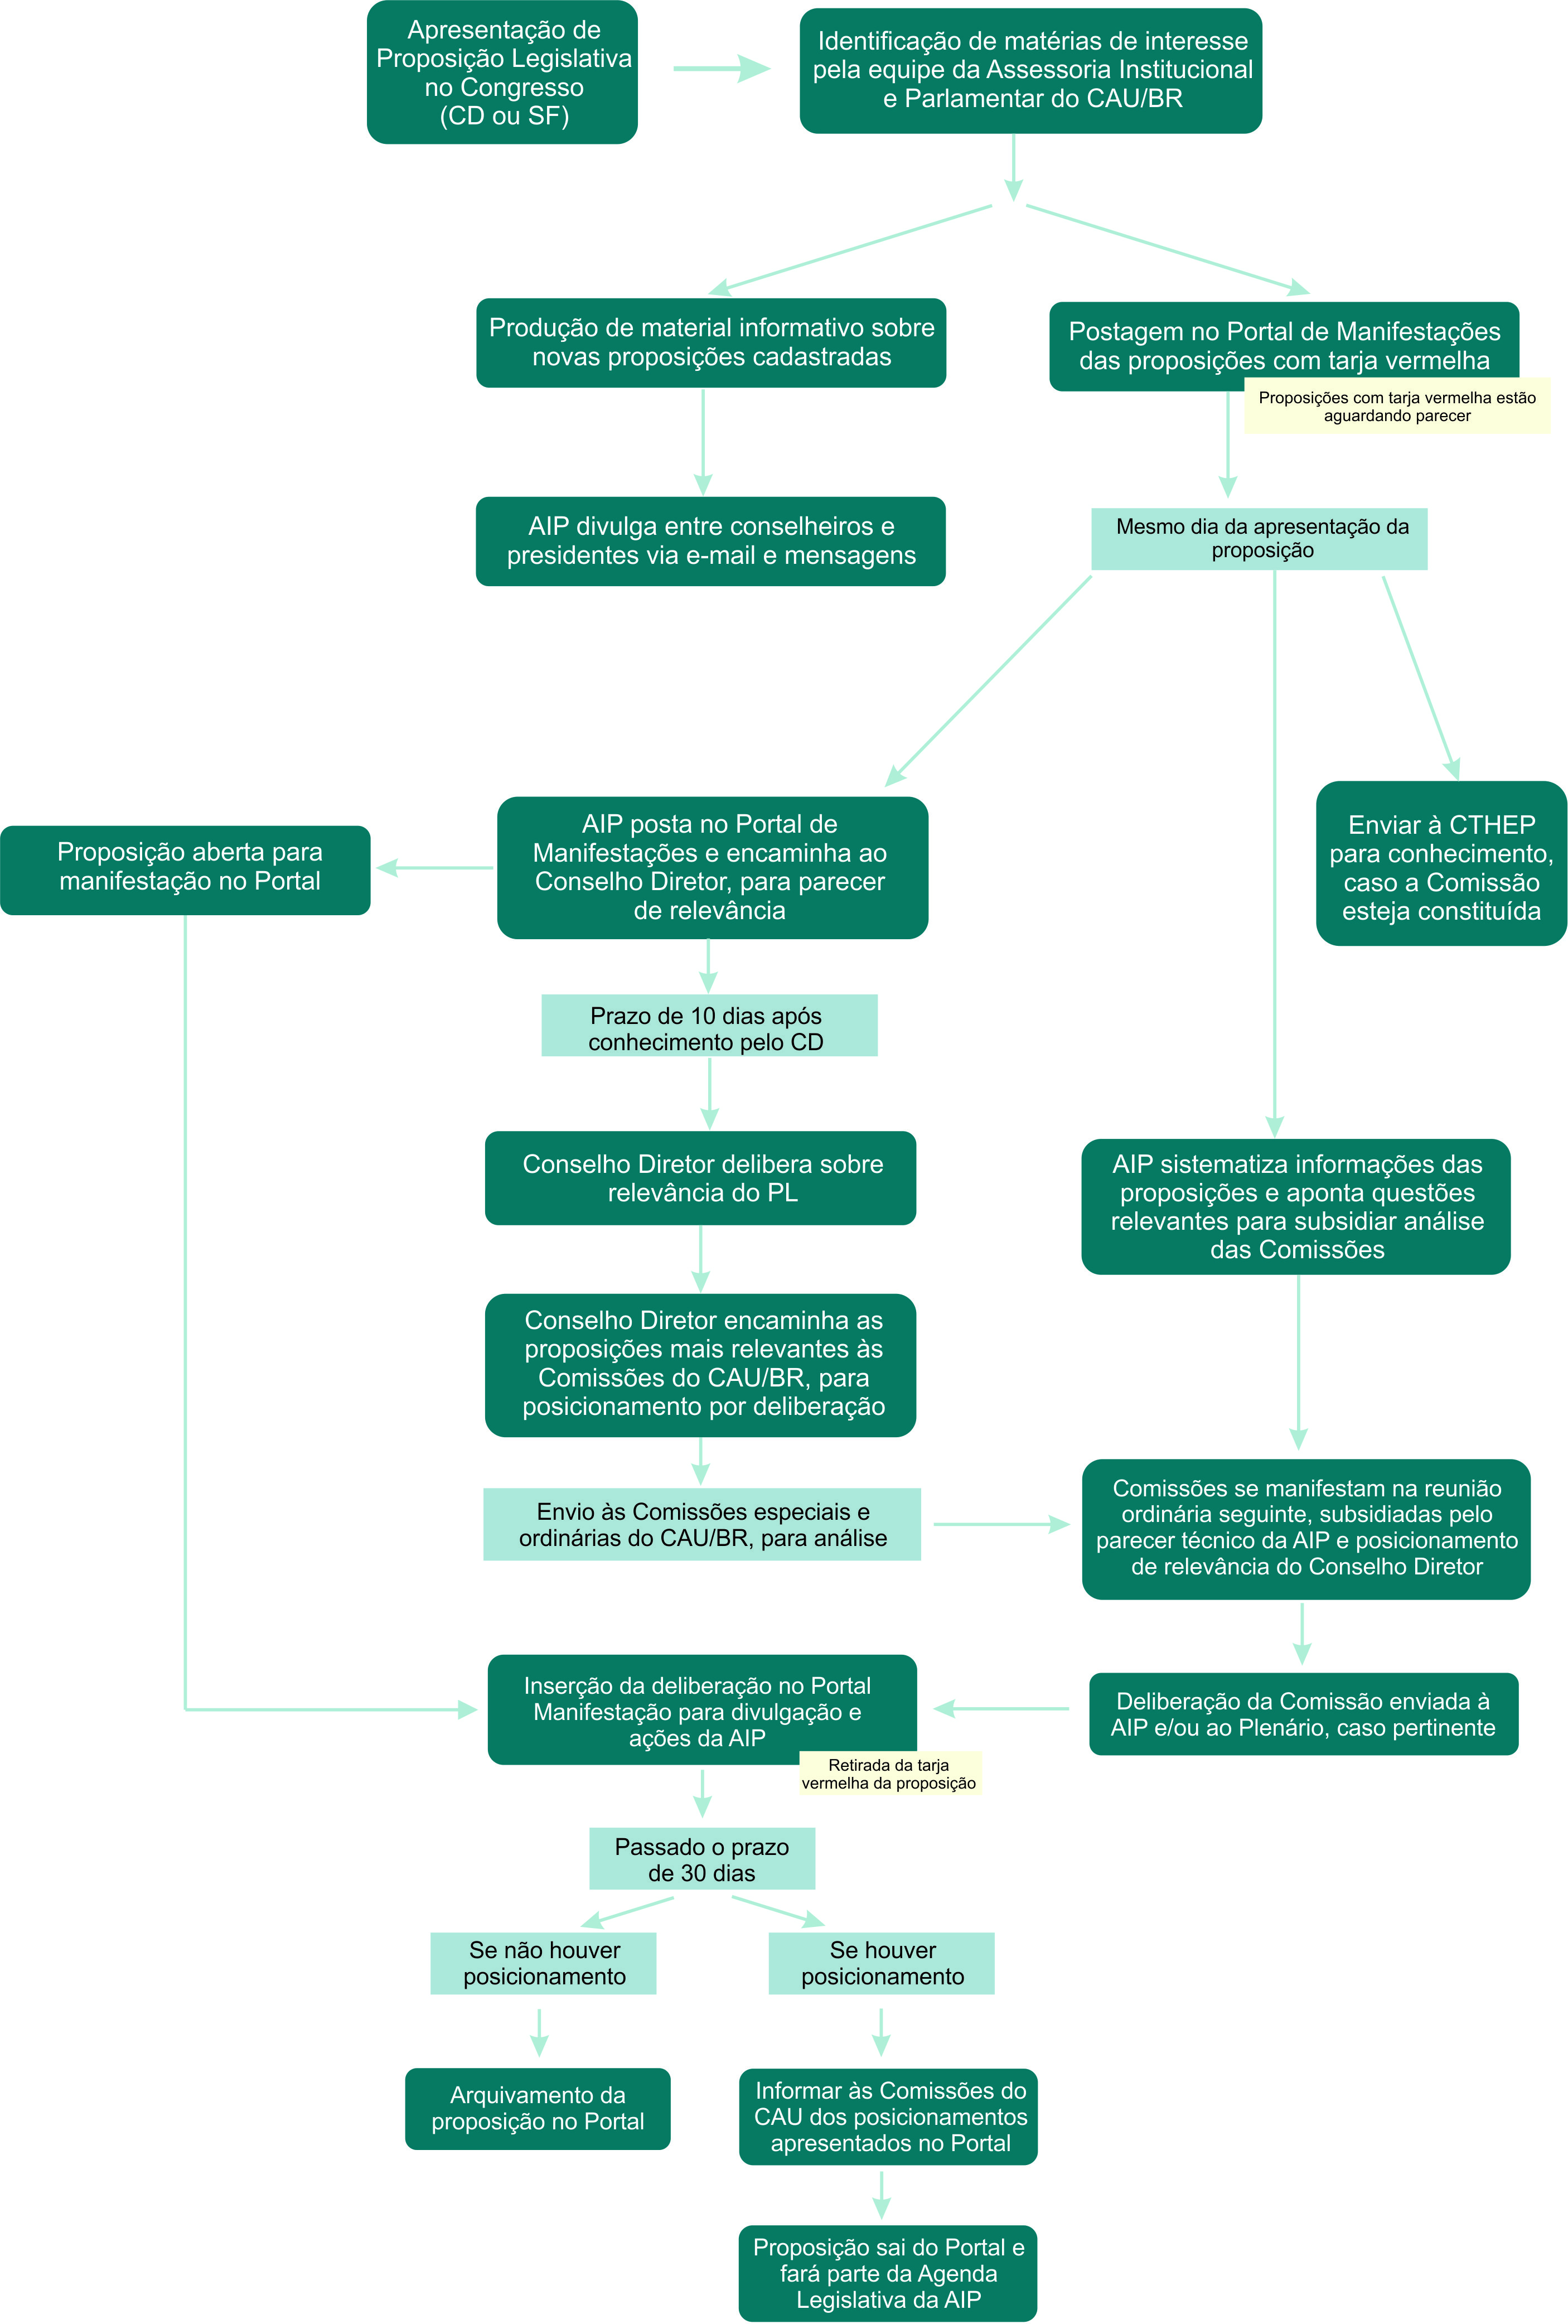 Apresentação de
Proposição Legislativa
no Congresso
(CD ou SF)
Identificação de matérias de interesse
pela equipe da Assessoria Institucional
e Parlamentar do CAU/BR
Produção de material informativo sobre
novas proposições cadastradas
Postagem no Portal de Manifestações
das proposições com tarja vermelha
Proposições com tarja vermelha estão
aguardando parecer
AIP divulga entre conselheiros e
presidentes via e-mail e mensagens
Mesmo dia da apresentação da
proposição
Proposição aberta para
manifestação no Portal
AIP posta no Portal de
Manifestações e encaminha ao
Conselho Diretor, para parecer
de relevância
Enviar à CTHEP
para conhecimento,
caso a Comissão
esteja constituída
Prazo de 10 dias após
conhecimento pelo CD
Conselho Diretor delibera sobre
relevância do PL
AIP sistematiza informações das
proposições e aponta questões
relevantes para subsidiar análise
das Comissões
Conselho Diretor encaminha as
proposições mais relevantes às
Comissões do CAU/BR, para
posicionamento por deliberação
Envio às Comissões especiais e
ordinárias do CAU/BR, para análise
Comissões se manifestam na reunião
ordinária seguinte, subsidiadas pelo
parecer técnico da AIP e posicionamento
de relevância do Conselho Diretor
Inserção da deliberação no Portal
Manifestação para divulgação e
ações da AIP
Retirada da tarja
vermelha da proposição
Deliberação da Comissão enviada à
AIP e/ou ao Plenário, caso pertinente
Passado o prazo
de 30 dias
Se não houver
posicionamento
Se houver
posicionamento
Arquivamento da
proposição no Portal
Informar às Comissões do
CAU dos posicionamentos
apresentados no Portal
Proposição sai do Portal e
fará parte da Agenda
Legislativa da AIP